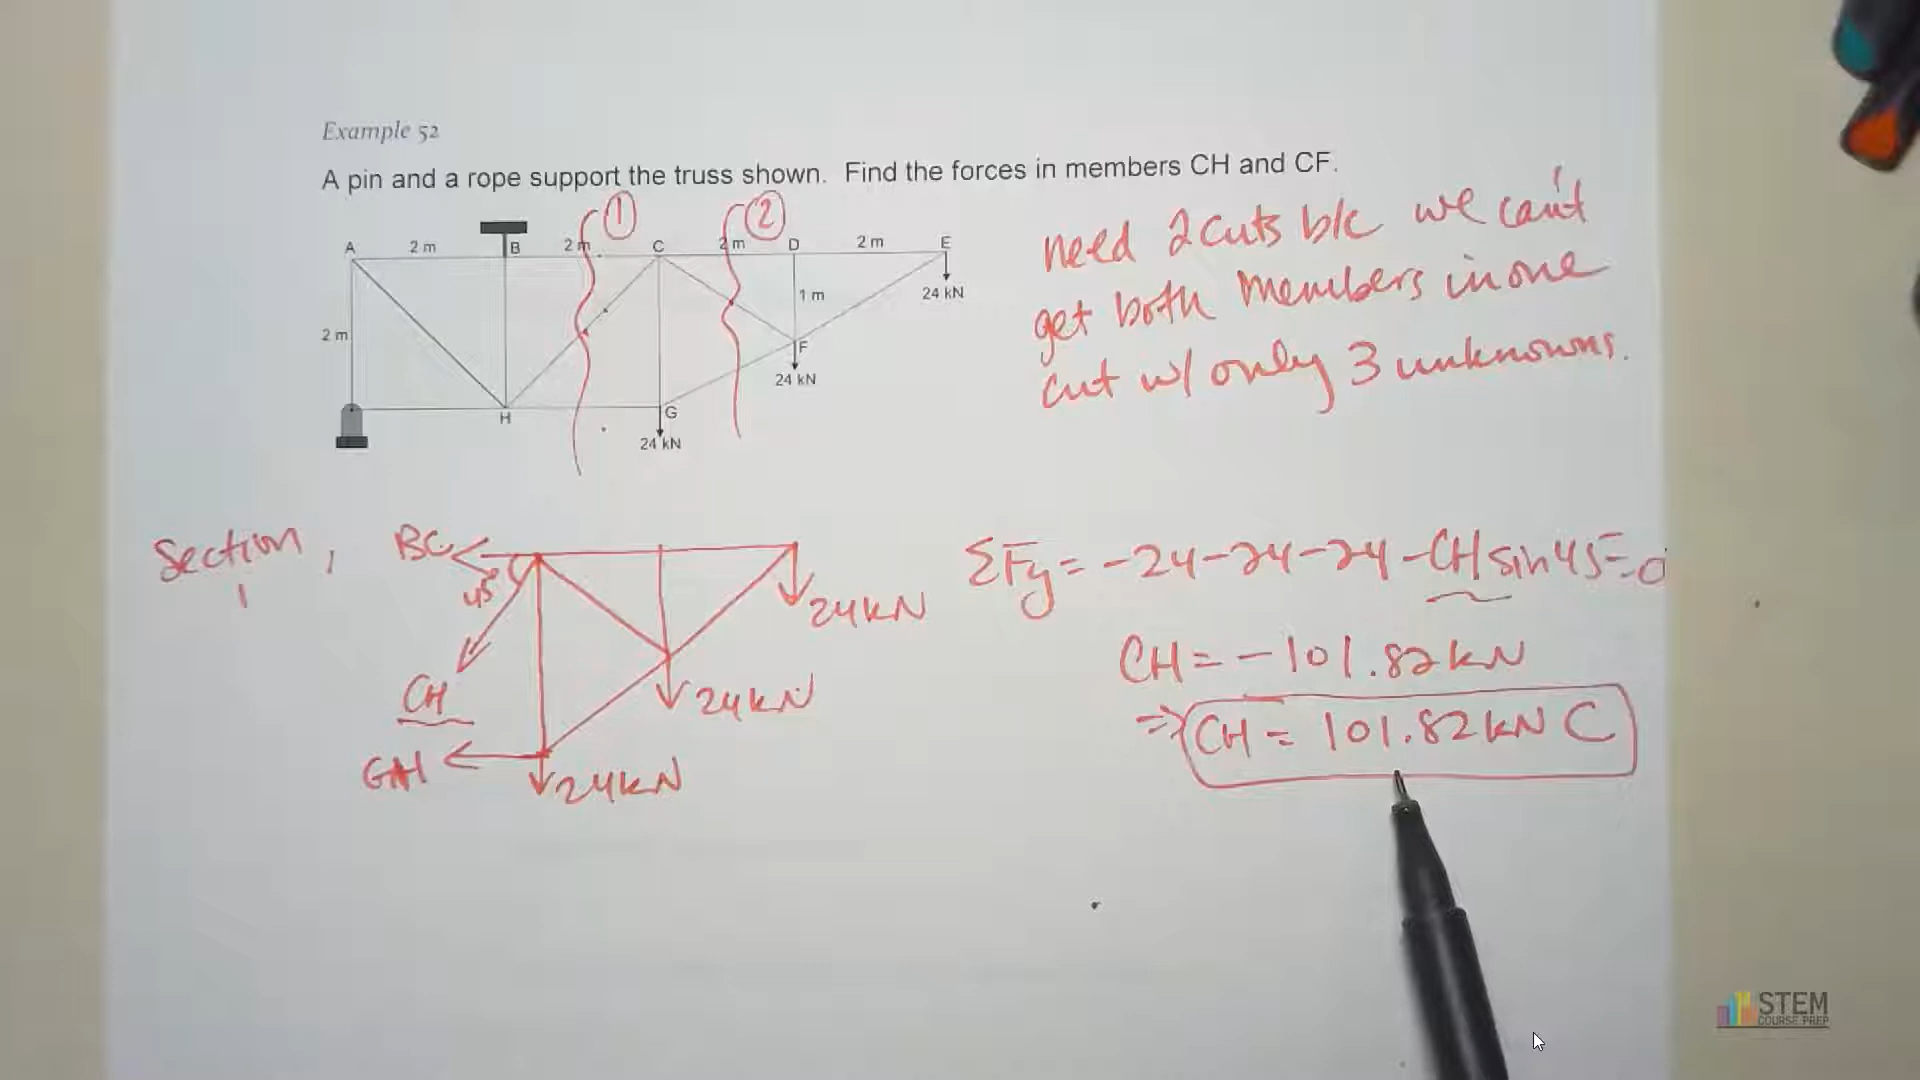 Example 52
A pin and a rope support the truss shown. Find the forces in members CH and CF.
① ②
A 2 m B 2 m C 2 m D 2 m E
2 m
1 m
24 kN
F
24 kN
H
G
24 kN
need 2 cuts b/c we can't
get both members in one
cut w/ only 3 unknowns.
Section 1
BC
45°
CH
GH
24kN
24kN
24kN
ΣFy = -24-24-24-CH sin45 = 0
CH = -101.82kN
⇒ CH = 101.82kN C
STEM
COURSE PREP